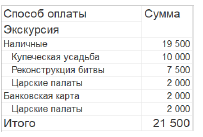 Способ оплаты Сумма
Экскурсия
Наличные 19 500
Купеческая усадьба 10 000
Реконструкция битвы 7 500
Царские палаты 2 000
Банковская карта 2 000
Царские палаты 2 000
Итого 21 500